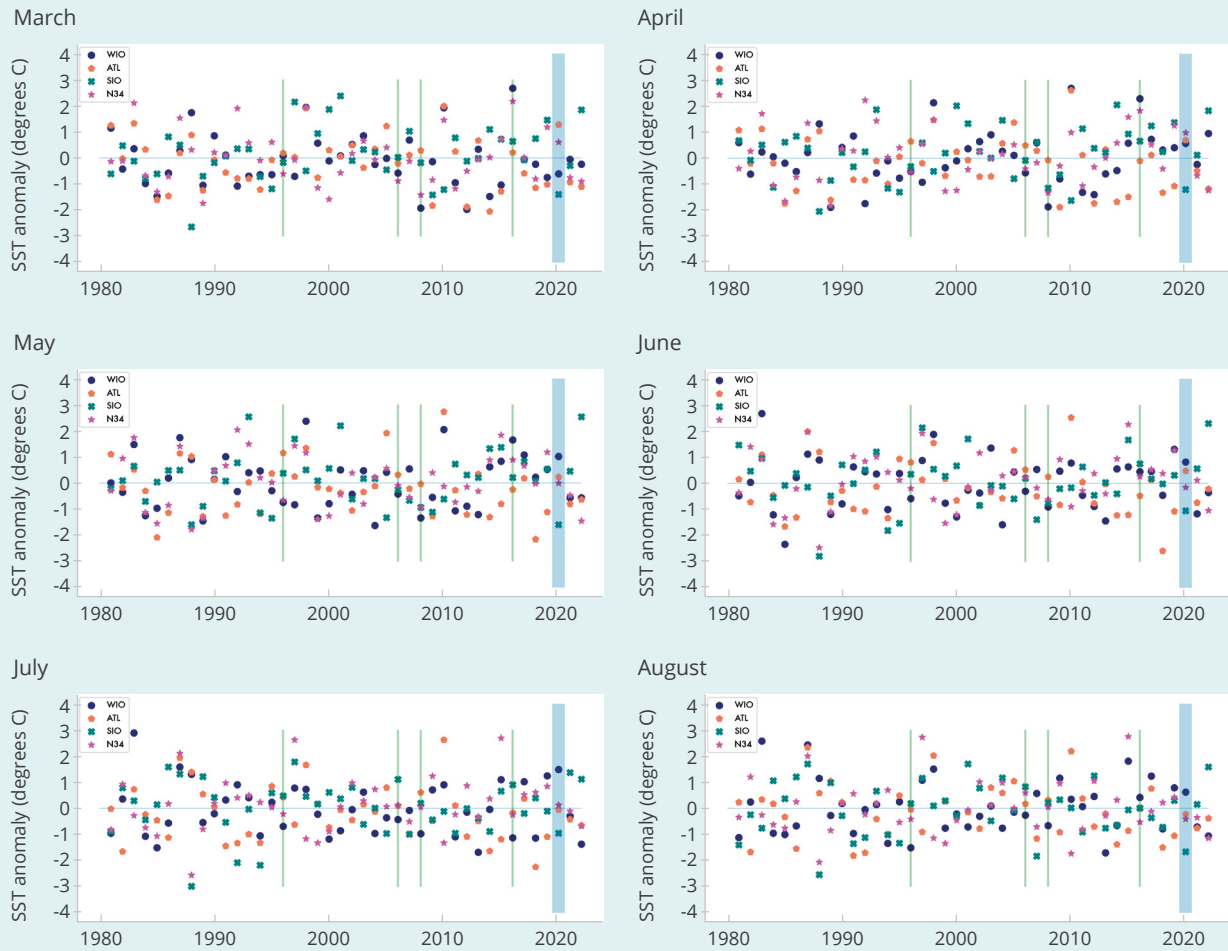 March
SST anomaly (degrees C)
4
3
2
1
0
-1
-2
-3
-4
WIO
ATL
SIO
N34
1980 1990 2000 2010 2020
April
SST anomaly (degrees C)
4
3
2
1
0
-1
-2
-3
-4
WIO
ATL
SIO
N34
1980 1990 2000 2010 2020
May
SST anomaly (degrees C)
4
3
2
1
0
-1
-2
-3
-4
WIO
ATL
SIO
N34
1980 1990 2000 2010 2020
June
SST anomaly (degrees C)
4
3
2
1
0
-1
-2
-3
-4
WIO
ATL
SIO
N34
1980 1990 2000 2010 2020
July
SST anomaly (degrees C)
4
3
2
1
0
-1
-2
-3
-4
WIO
ATL
SIO
N34
1980 1990 2000 2010 2020
August
SST anomaly (degrees C)
4
3
2
1
0
-1
-2
-3
-4
WIO
ATL
SIO
N34
1980 1990 2000 2010 2020